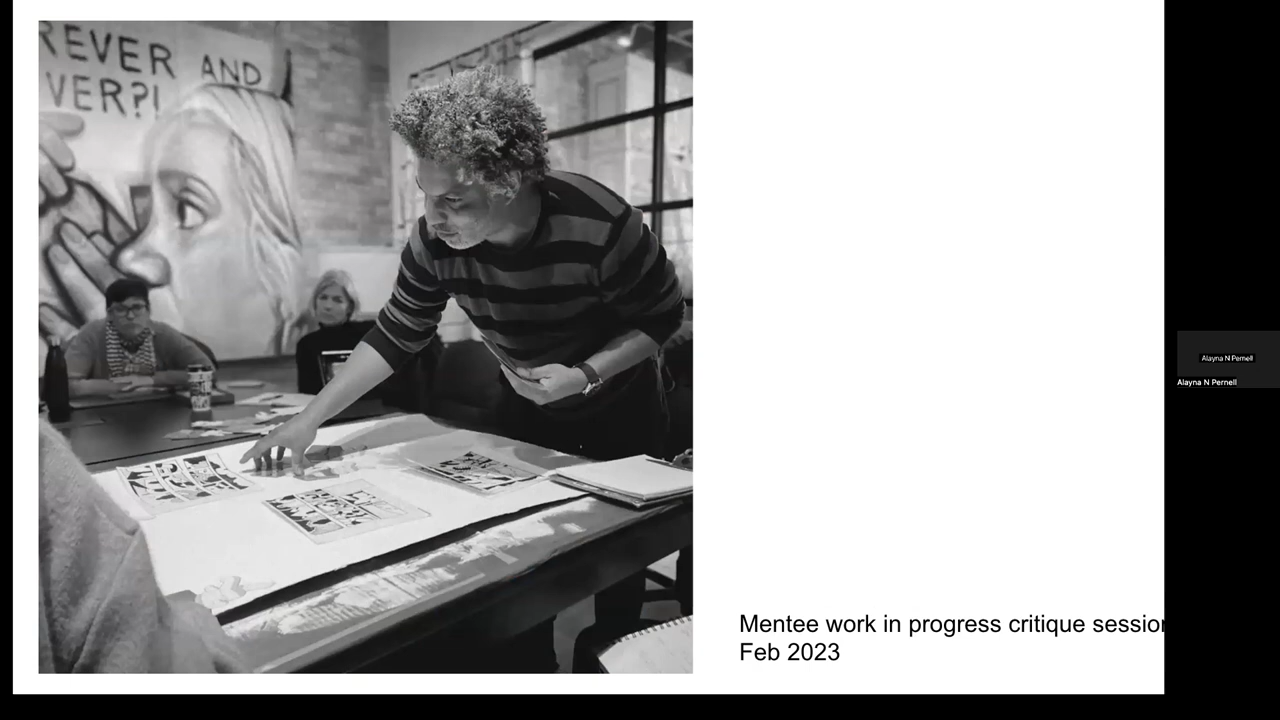 REVER AND
VER?!
Mentee work in progress critique session
Feb 2023
Alayna N Pernell
Alayna N Pernell